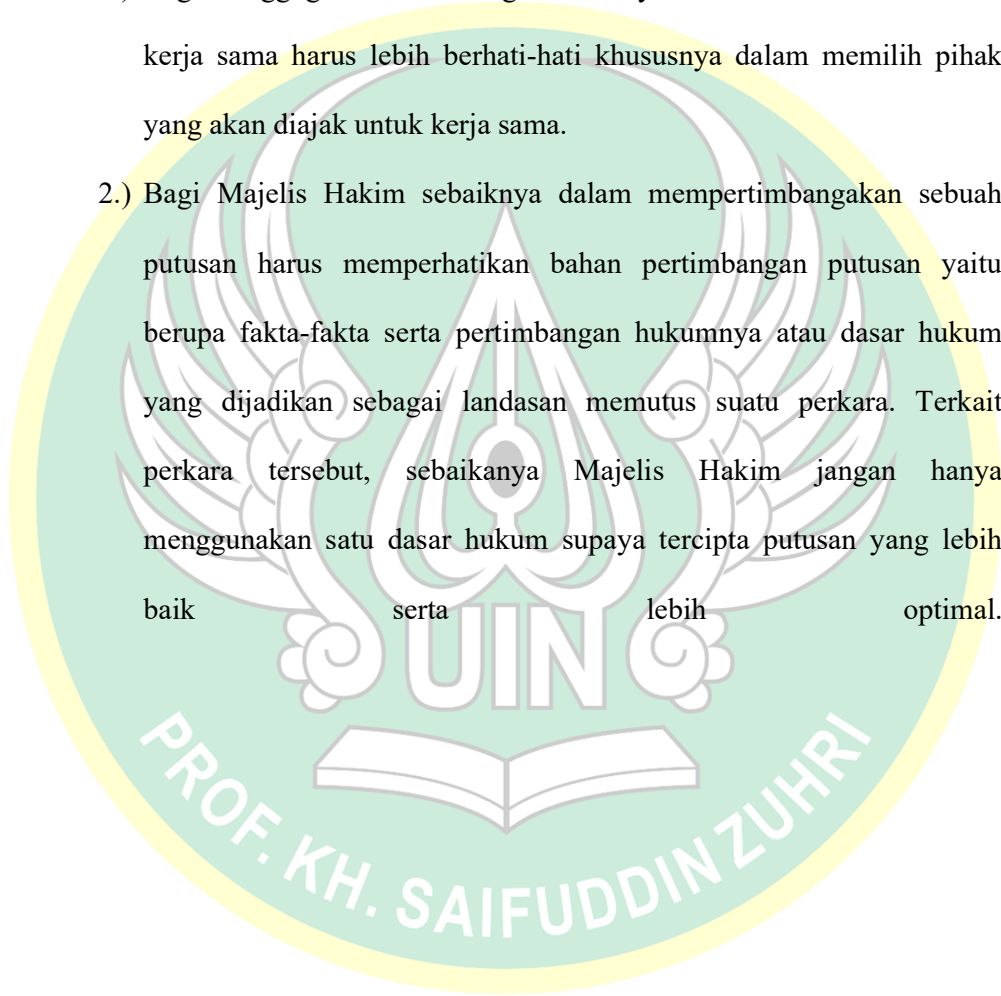 kerja sama harus lebih berhati-hati khususnya dalam memilih pihak
yang akan diajak untuk kerja sama.
2.) Bagi Majelis Hakim sebaiknya dalam mempertimbangakan sebuah
putusan harus memperhatikan bahan pertimbangan putusan yaitu
berupa fakta-fakta serta pertimbangan hukumnya atau dasar hukum
yang dijadikan sebagai landasan memutus suatu perkara. Terkait
perkara tersebut, sebaikanya Majelis Hakim jangan hanya
menggunakan satu dasar hukum supaya tercipta putusan yang lebih
baik serta lebih optimal.
UIN
PROF. KH. SAIFUDDIN ZUHRI